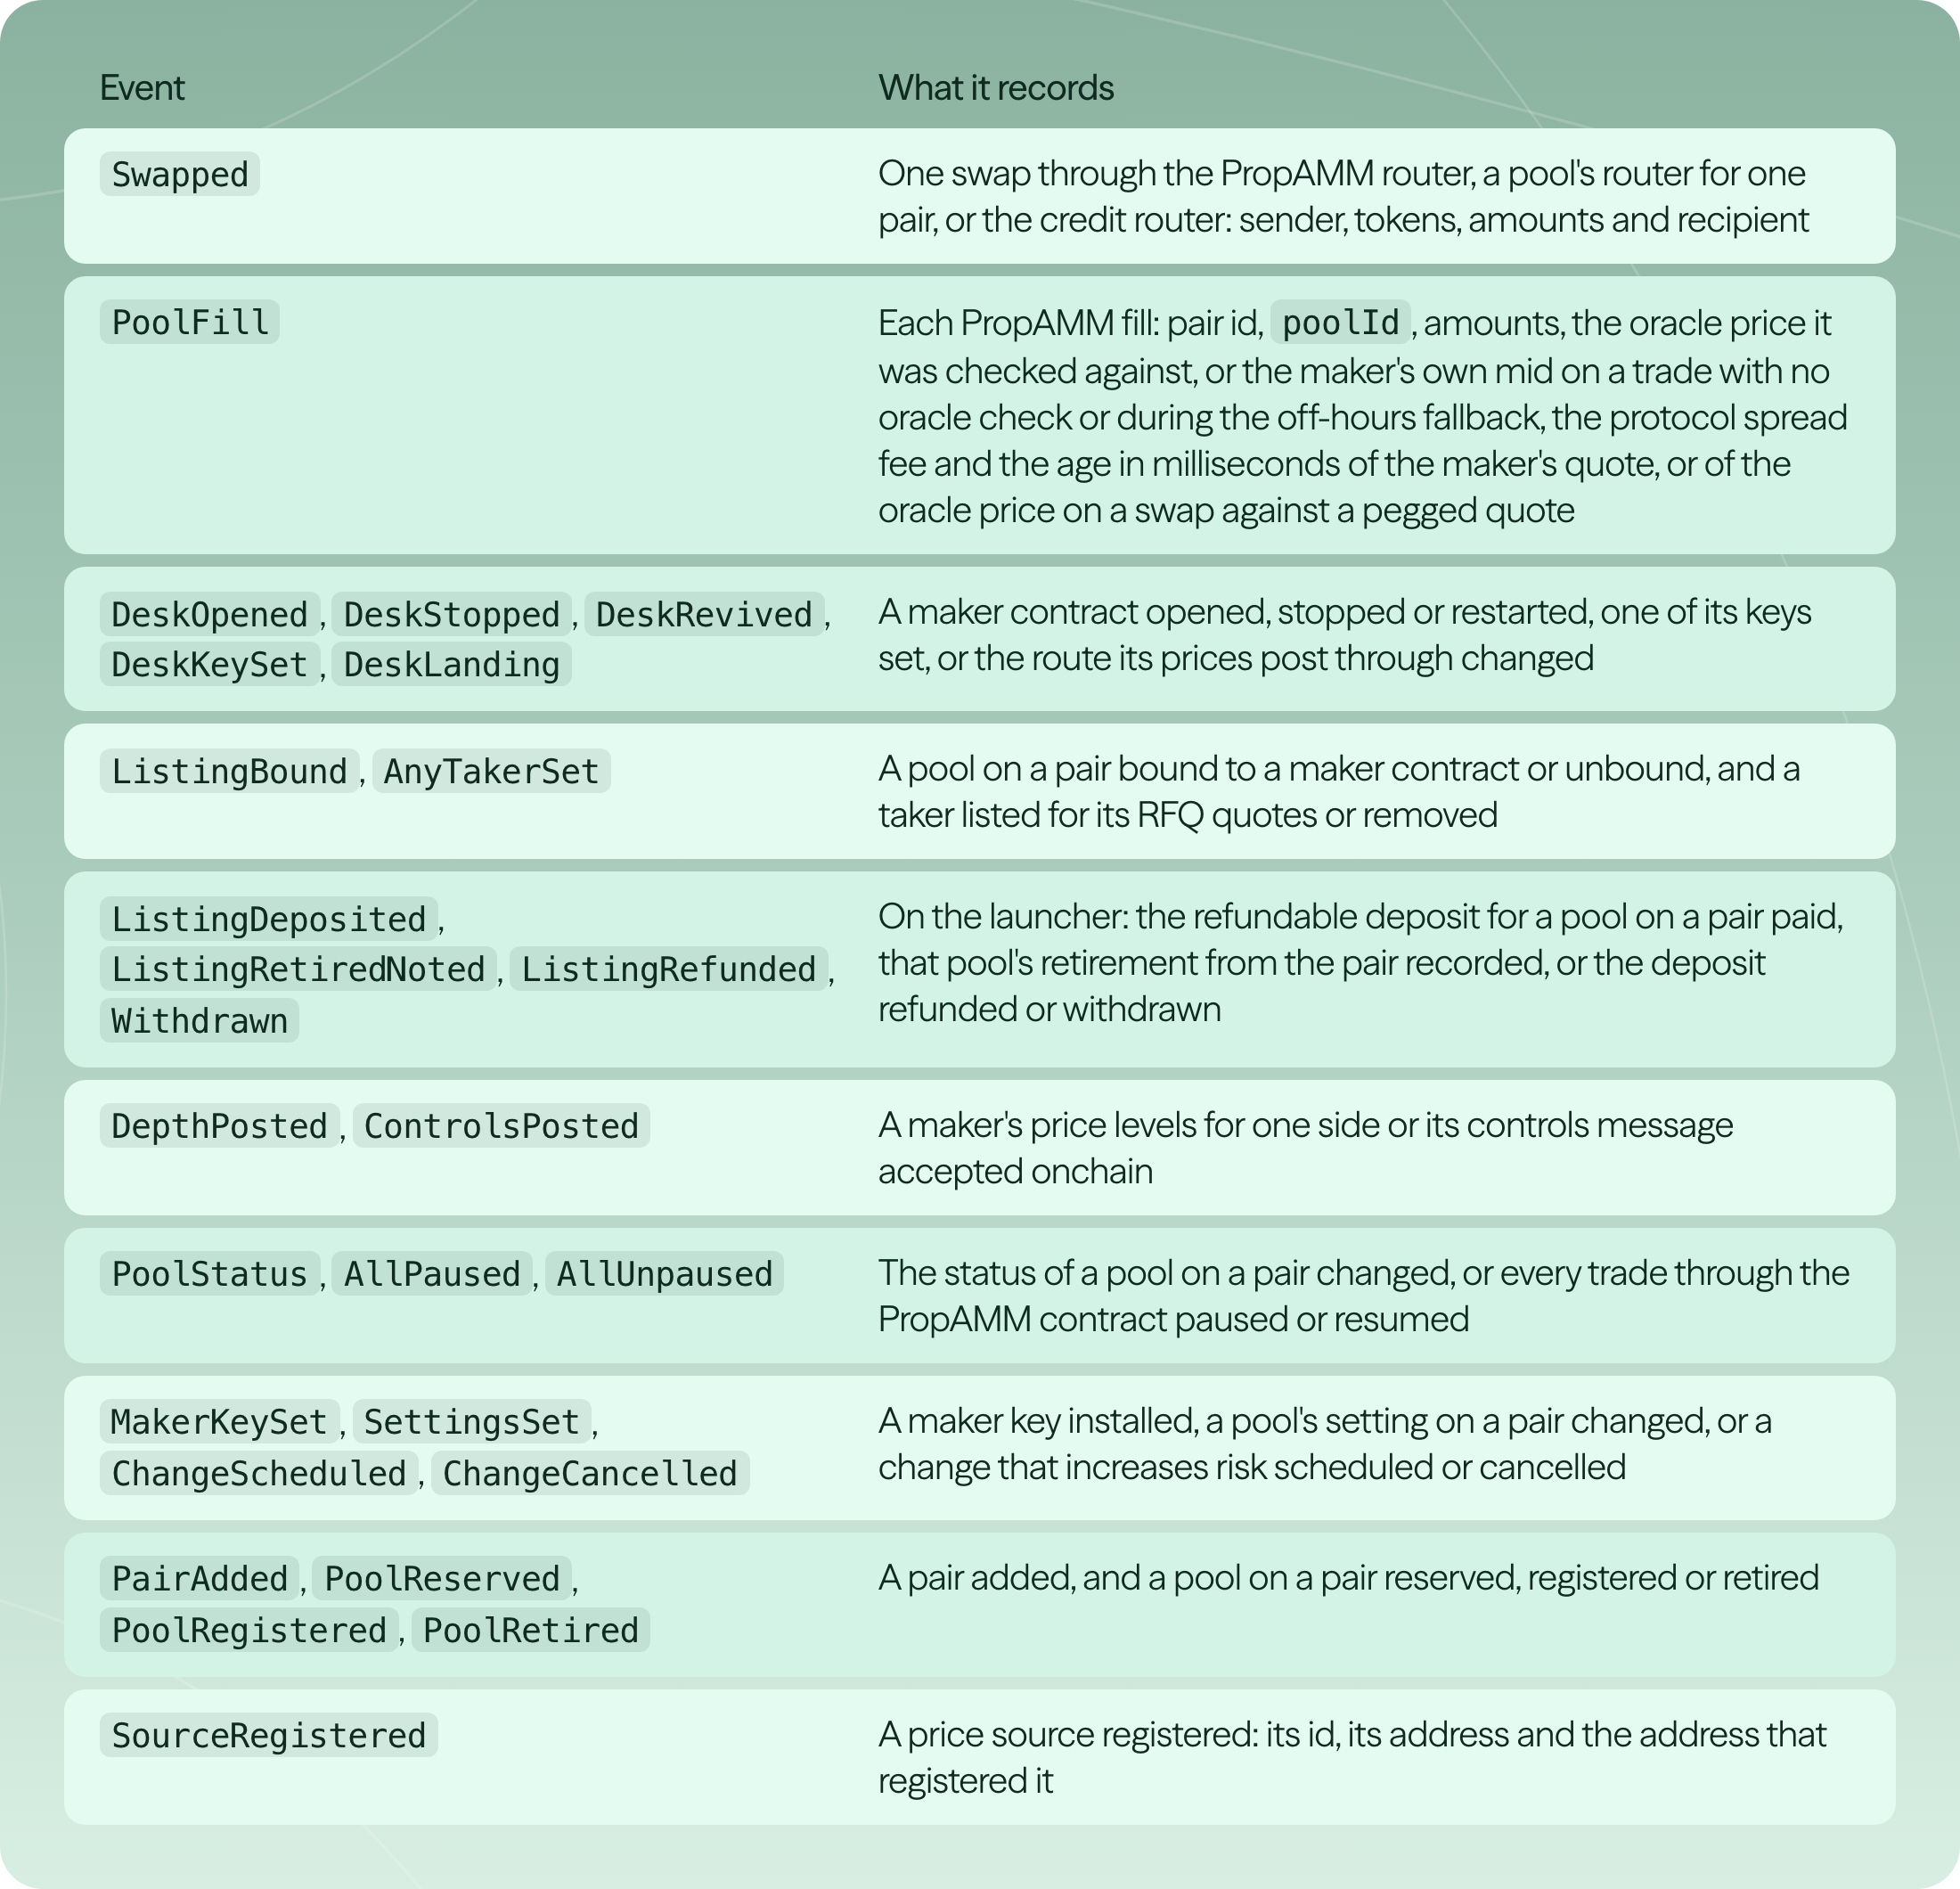 Event
What it records
Swapped
One swap through the PropAMM router, a pool's router for one
pair, or the credit router: sender, tokens, amounts and recipient
PoolFill
Each PropAMM fill: pair id, poolId, amounts, the oracle price it
was checked against, or the maker's own mid on a trade with no
oracle check or during the off-hours fallback, the protocol spread
fee and the age in milliseconds of the maker's quote, or of the
oracle price on a swap against a pegged quote
DeskOpened, DeskStopped, DeskRevived,
DeskKeySet, DeskLanding
A maker contract opened, stopped or restarted, one of its keys
set, or the route its prices post through changed
ListingBound, AnyTakerSet
A pool on a pair bound to a maker contract or unbound, and a
taker listed for its RFQ quotes or removed
ListingDeposited,
ListingRetiredNoted, ListingRefunded,
Withdrawn
On the launcher: the refundable deposit for a pool on a pair paid,
that pool's retirement from the pair recorded, or the deposit
refunded or withdrawn
DepthPosted, ControlsPosted
A maker's price levels for one side or its controls message
accepted onchain
PoolStatus, AllPaused, AllUnpaused
The status of a pool on a pair changed, or every trade through the
PropAMM contract paused or resumed
MakerKeySet, SettingsSet,
ChangeScheduled, ChangeCancelled
A maker key installed, a pool's setting on a pair changed, or a
change that increases risk scheduled or cancelled
PairAdded, PoolReserved,
PoolRegistered, PoolRetired
A pair added, and a pool on a pair reserved, registered or retired
SourceRegistered
A price source registered: its id, its address and the address that
registered it